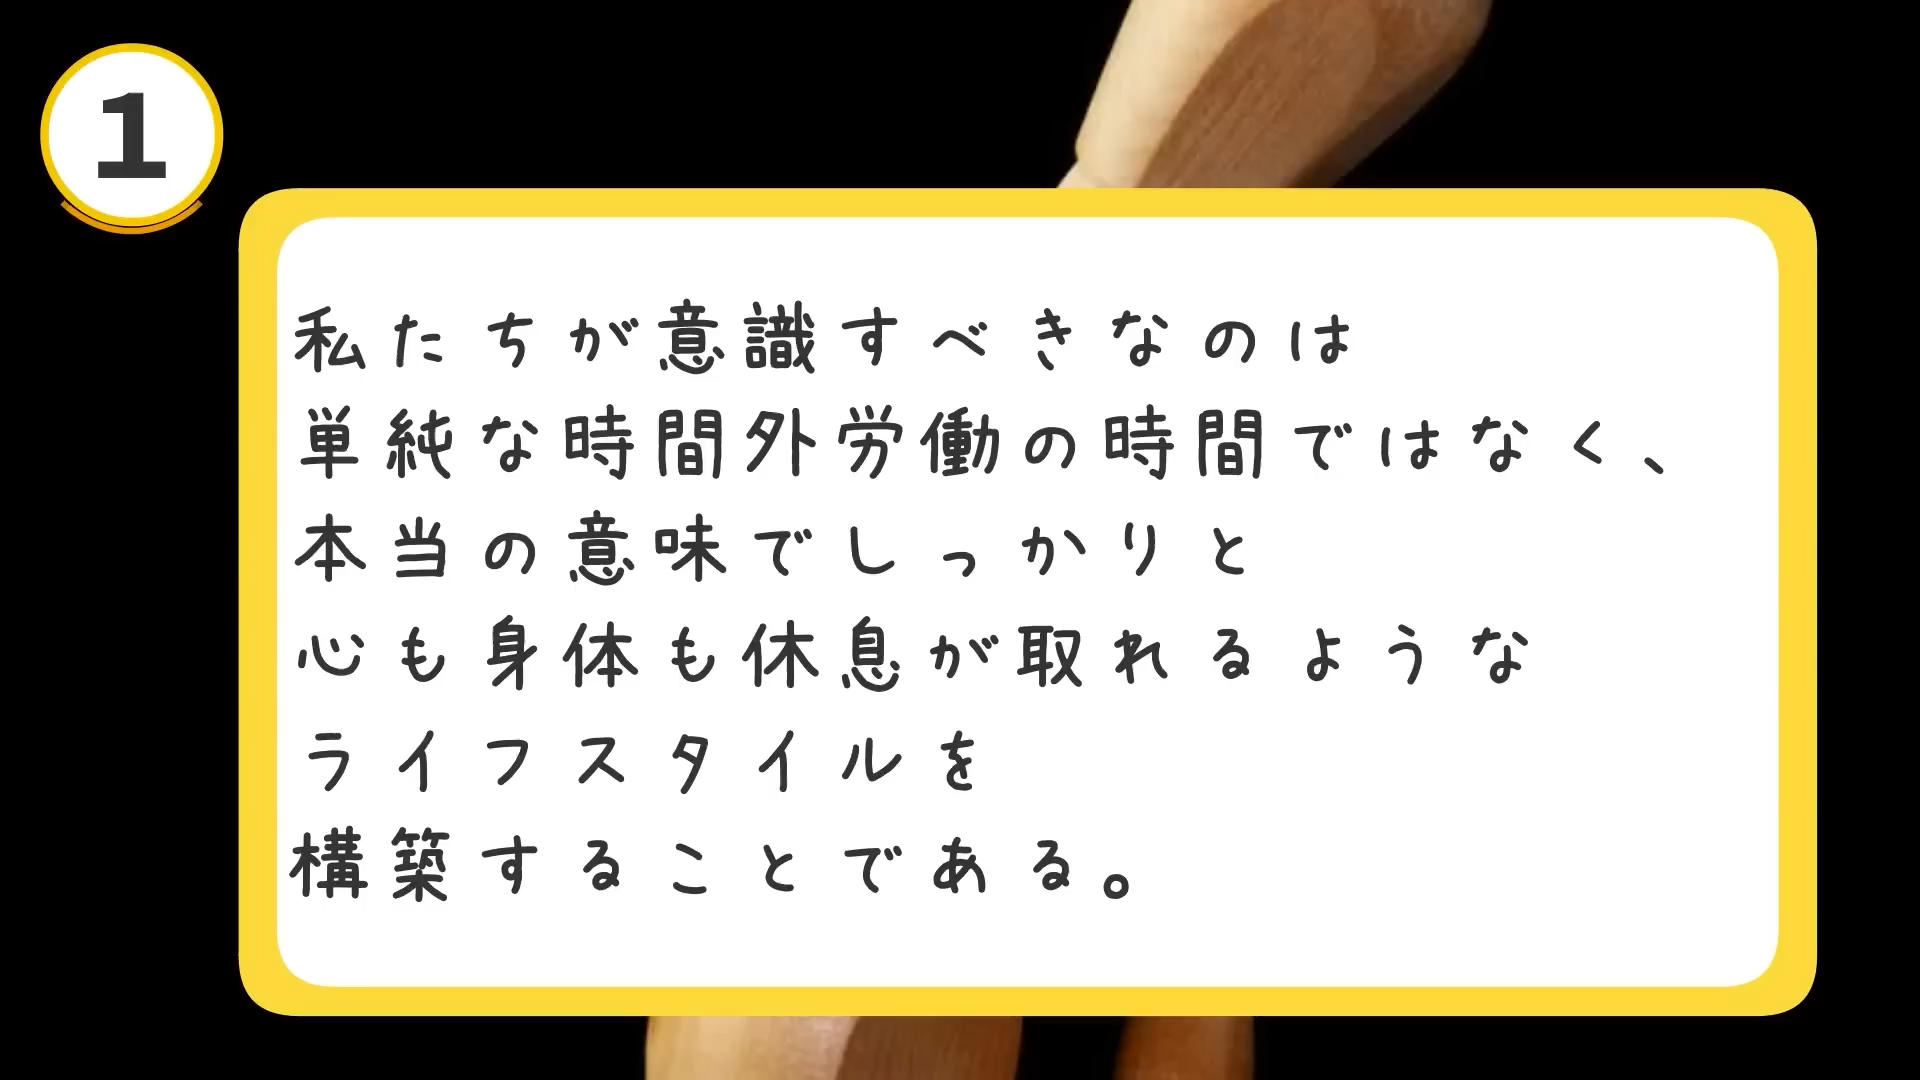 1
私たちが意識すべきなのは
単純な時間外労働の時間ではなく、
本当の意味でしっかりと
心も身体も休息が取れるような
ライフスタイルを
構築することである。